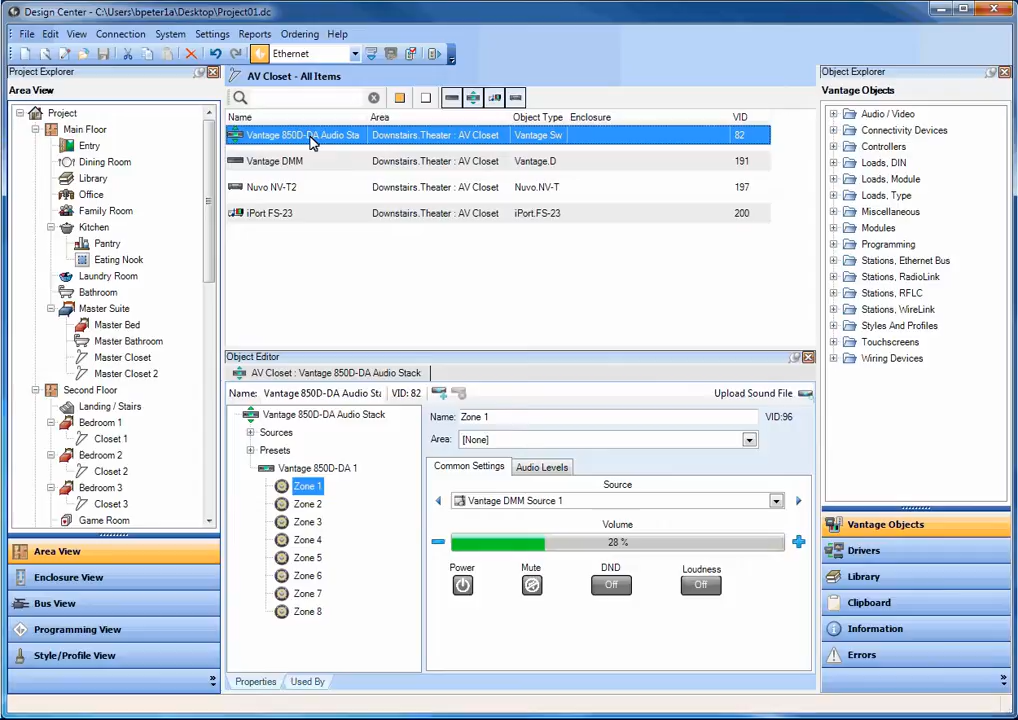 Design Center - C:\Users\bpeter1a\Desktop\Project01.dc
File Edit View Connection System Settings Reports Ordering Help
Ethernet
Project Explorer
Area View
Project
Main Floor
Entry
Dining Room
Library
Office
Family Room
Kitchen
Pantry
Eating Nook
Laundry Room
Bathroom
Master Suite
Master Bed
Master Bathroom
Master Closet
Master Closet 2
Second Floor
Landing / Stairs
Bedroom 1
Closet 1
Bedroom 2
Closet 2
Bedroom 3
Closet 3
Game Room
Area View
Enclosure View
Bus View
Programming View
Style/Profile View
AV Closet - All Items
Name Area Object Type Enclosure VID
Vantage 850D-DA Audio Sta Downstairs.Theater : AV Closet Vantage Sw 82
Vantage DMM Downstairs.Theater : AV Closet Vantage.D 191
Nuvo NV-T2 Downstairs.Theater : AV Closet Nuvo.NV-T 197
iPort FS-23 Downstairs.Theater : AV Closet iPort.FS-23 200
Object Editor
AV Closet : Vantage 850D-DA Audio Stack
Name: Vantage 850D-DA Audio Sta VID: 82 Upload Sound File
Vantage 850D-DA Audio Stack
Sources
Presets
Vantage 850D-DA 1
Zone 1
Zone 2
Zone 3
Zone 4
Zone 5
Zone 6
Zone 7
Zone 8
Name: Zone 1 VID:96
Area: [None]
Common Settings Audio Levels
Source
Vantage DMM Source 1
Volume
28 %
Power Mute DND Loudness
Off Off
Properties Used By
Object Explorer
Vantage Objects
Audio / Video
Connectivity Devices
Controllers
Loads, DIN
Loads, Module
Loads, Type
Miscellaneous
Modules
Programming
Stations, Ethernet Bus
Stations, RadioLink
Stations, RFLC
Stations, WireLink
Styles And Profiles
Touchscreens
Wiring Devices
Vantage Objects
Drivers
Library
Clipboard
Information
Errors